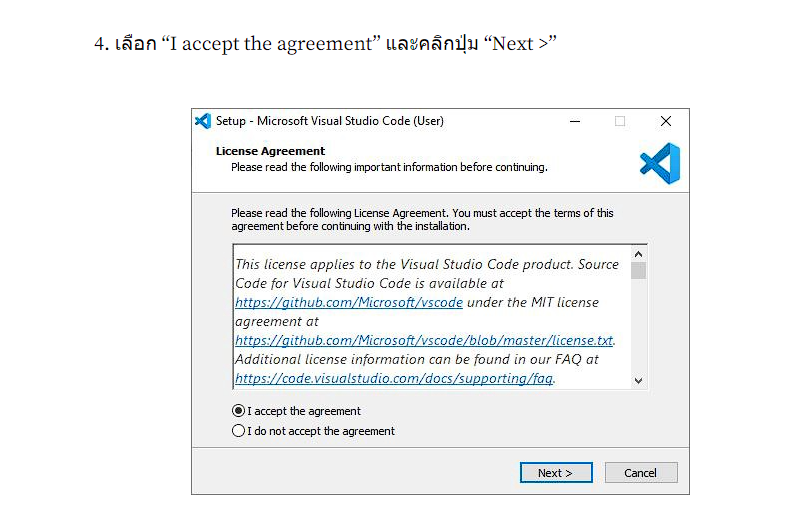 4. เลือก “I accept the agreement” และคลิกปุ่ม “Next >”
Setup - Microsoft Visual Studio Code (User)
License Agreement
Please read the following important information before continuing.
Please read the following License Agreement. You must accept the terms of this
agreement before continuing with the installation.
This license applies to the Visual Studio Code product. Source
Code for Visual Studio Code is available at
https://github.com/Microsoft/vscode under the MIT license
agreement at
https://github.com/Microsoft/vscode/blob/master/license.txt.
Additional license information can be found in our FAQ at
https://code.visualstudio.com/docs/supporting/faq.
I accept the agreement
I do not accept the agreement
Next >
Cancel